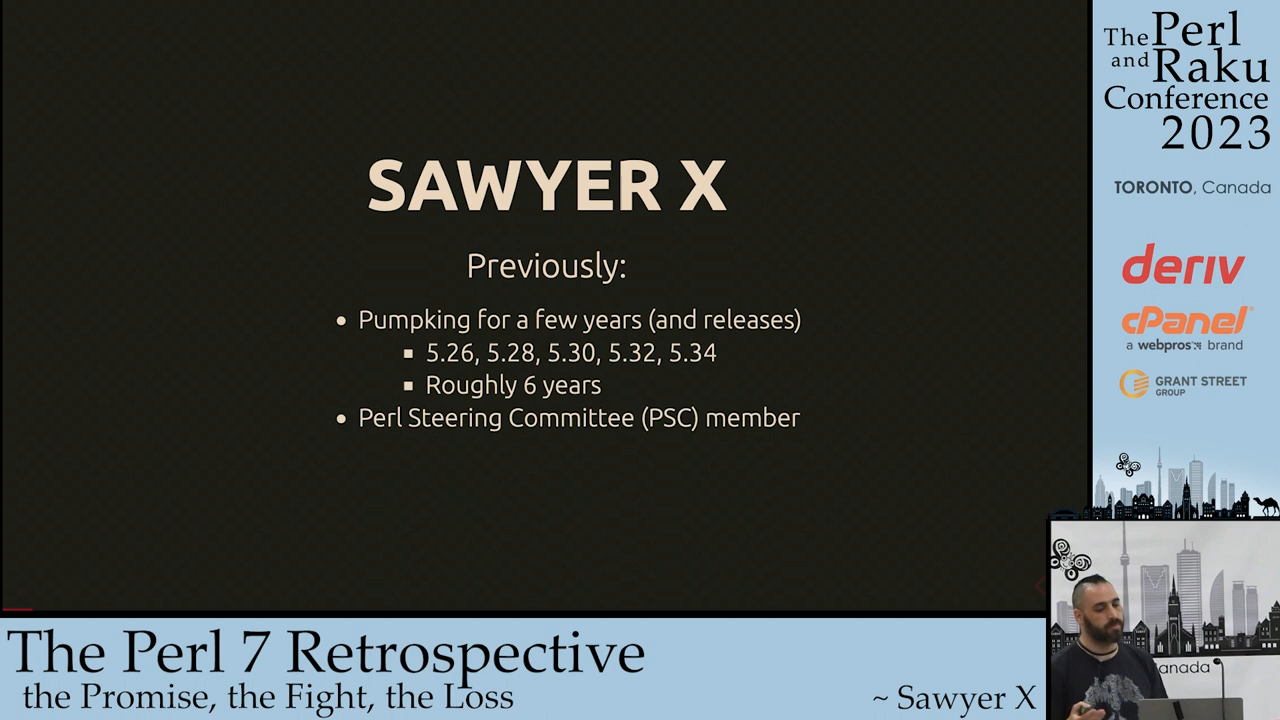 SAWYER X
Previously:
Pumpking for a few years (and releases)
5.26, 5.28, 5.30, 5.32, 5.34
Roughly 6 years
Perl Steering Committee (PSC) member
The Perl
and Raku
Conference
2023
TORONTO, Canada
deriv
cPanel®
a webpros brand
GRANT STREET
GROUP
anada
The Perl 7 Retrospective
the Promise, the Fight, the Loss
~ Sawyer X